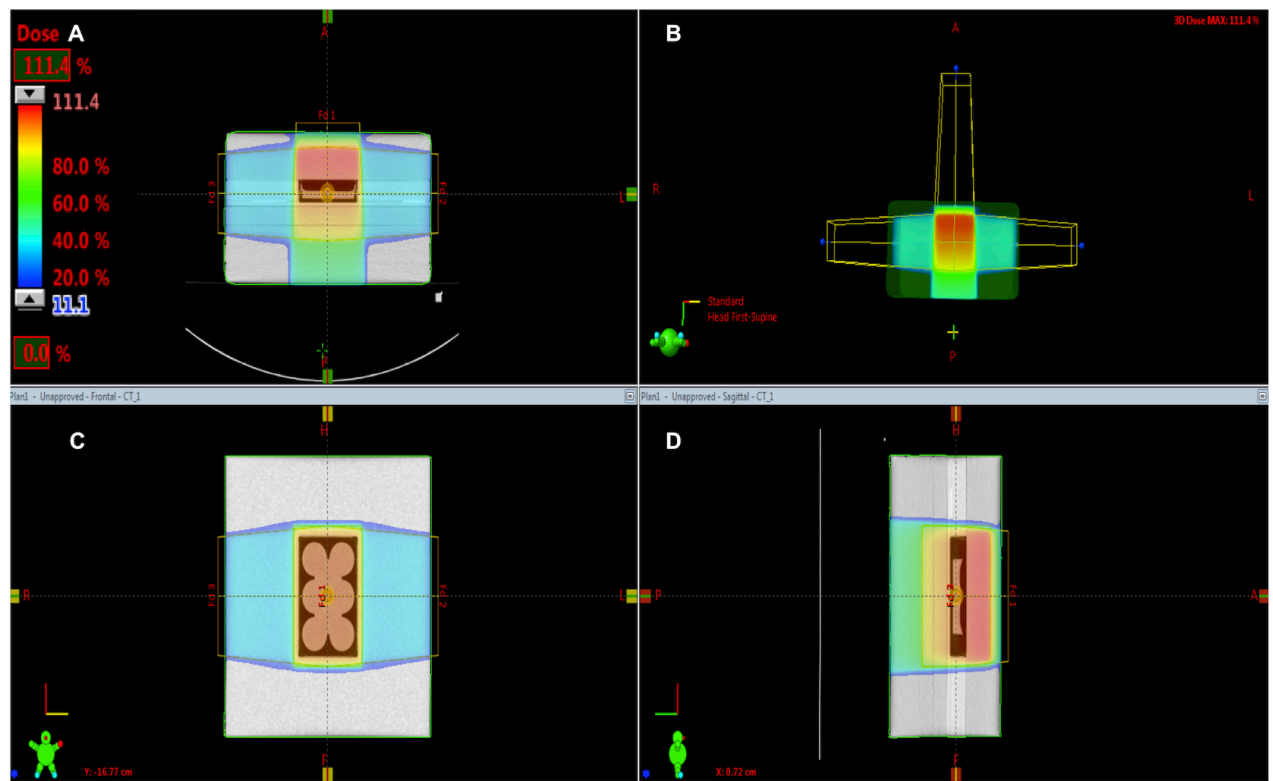 Dose A
111.4 %
111.4
80.0 %
60.0 %
40.0 %
20.0 %
11.1
0.0 %
A
Fd 1
Fd 3
Fd 2
L
P
B
3D Dose MAX: 111.4 %
A
R
L
Standard
Head First-Supine
P
Plan1 - Unapproved - Frontal - CT_1
C
H
R
Fd 3
Fd 1
Fd 2
L
F
Y: -16.77 cm
Plan1 - Unapproved - Sagittal - CT_1
D
H
P
Fd 1
A
F
X: 0.72 cm